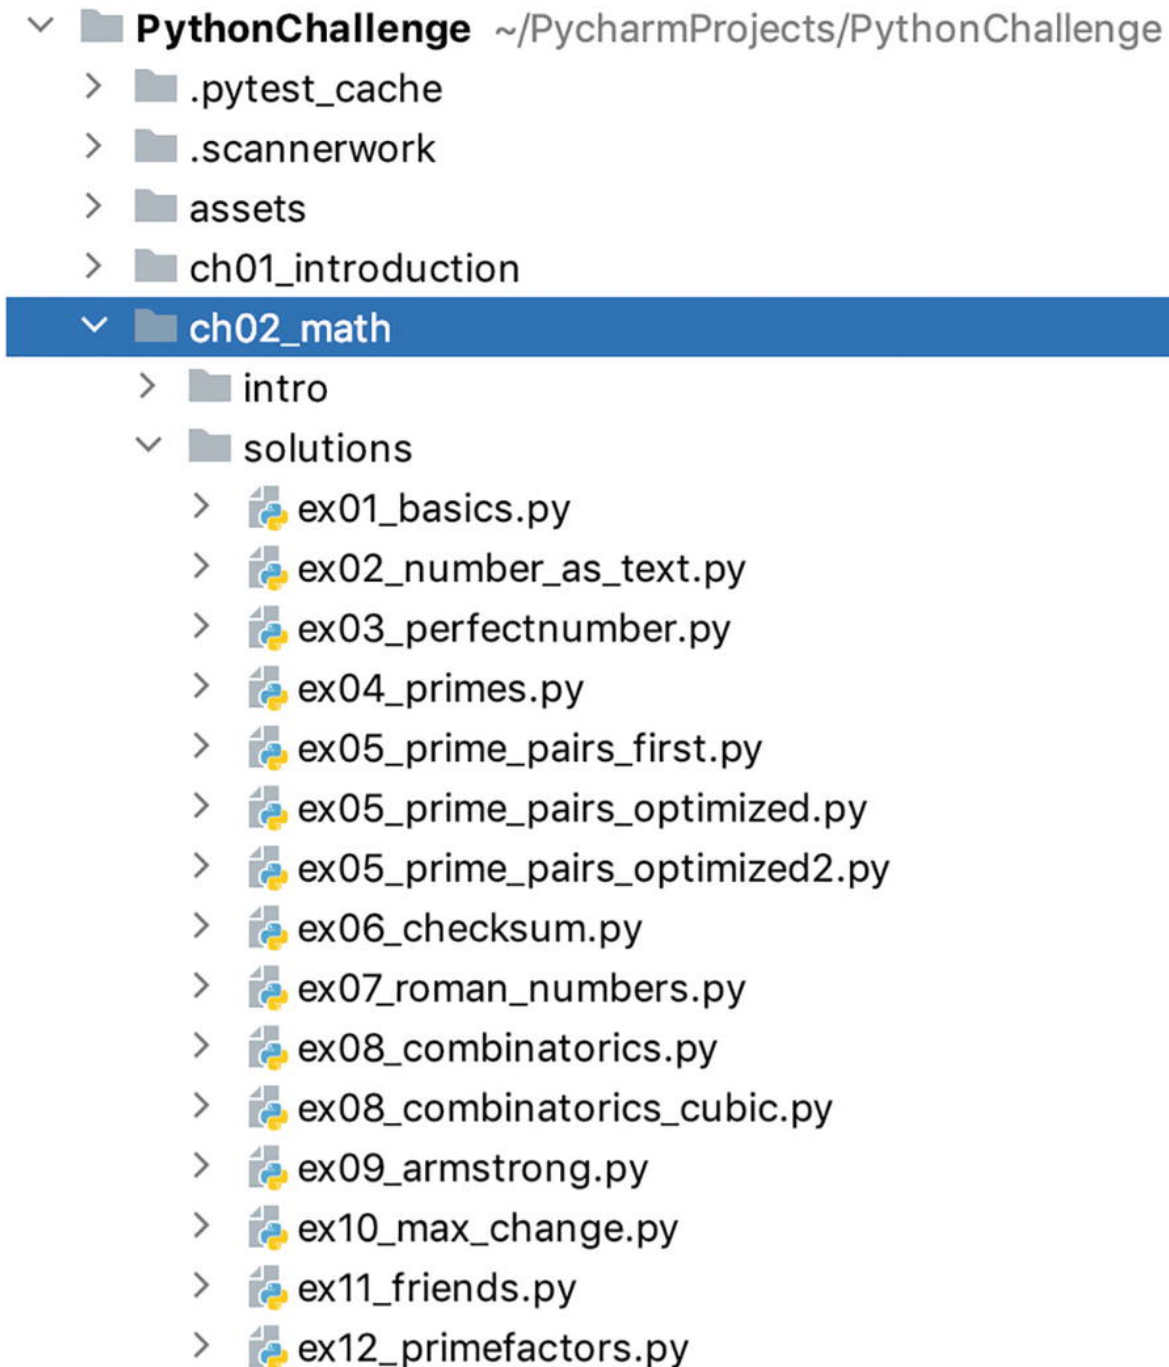 PythonChallenge ~/PycharmProjects/PythonChallenge
.pytest_cache
.scannerwork
assets
ch01_introduction
ch02_math
intro
solutions
ex01_basics.py
ex02_number_as_text.py
ex03_perfectnumber.py
ex04_primes.py
ex05_prime_pairs_first.py
ex05_prime_pairs_optimized.py
ex05_prime_pairs_optimized2.py
ex06_checksum.py
ex07_roman_numbers.py
ex08_combinatorics.py
ex08_combinatorics_cubic.py
ex09_armstrong.py
ex10_max_change.py
ex11_friends.py
ex12_primefactors.py